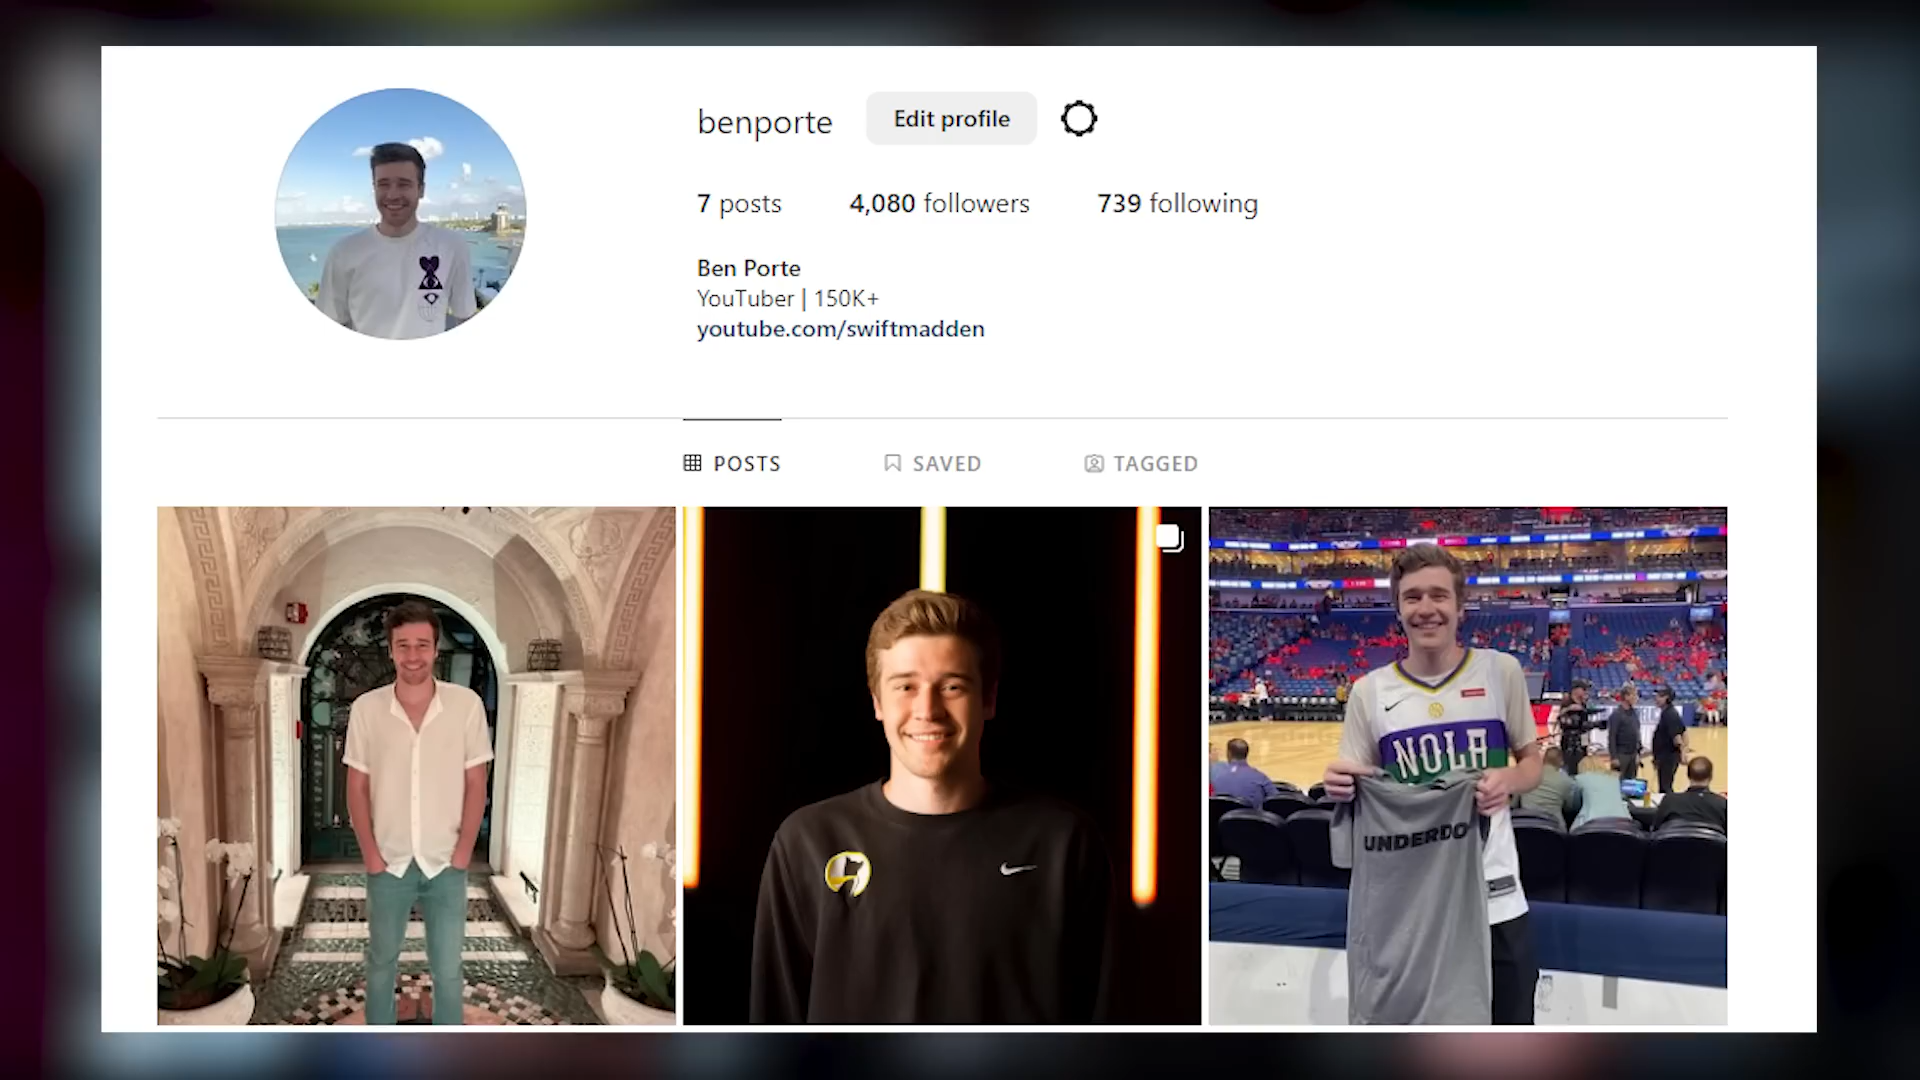 benporte
Edit profile
7 posts
4,080 followers
739 following
Ben Porte
YouTuber | 150K+
youtube.com/swiftmadden
POSTS
SAVED
TAGGED
NOLA
UNDERDO